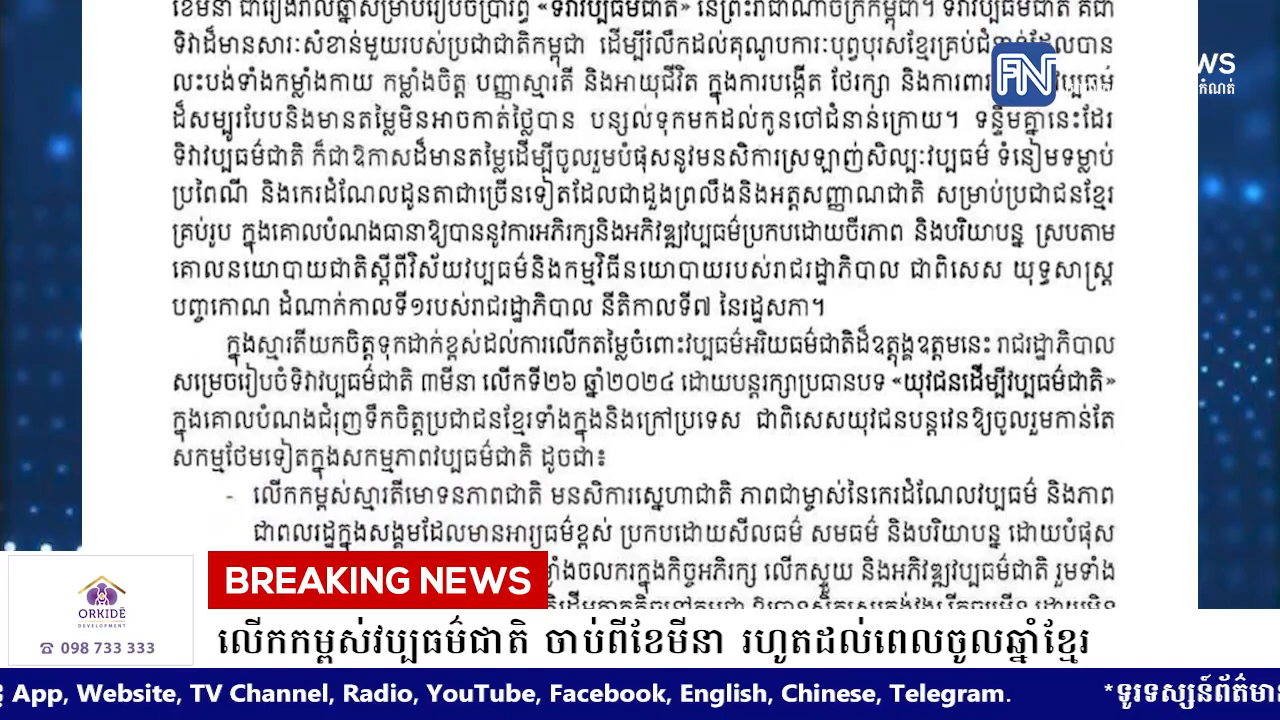 ខែមីនា ជារៀងរាល់ឆ្នាំសម្រាប់រៀបចំប្រារព្ធ «ទិវាវប្បធម៌ជាតិ» នៃព្រះរាជាណាចក្រកម្ពុជា។ ទិវាវប្បធម៌ជាតិ គឺជា
ទិវាដ៏មានសារៈសំខាន់មួយរបស់ប្រជាជាតិកម្ពុជា ដើម្បីរំលឹកដល់គុណូបការៈបុព្វបុរសខ្មែរគ្រប់ជំនាន់ដែលបាន
លះបង់ទាំងកម្លាំងកាយ កម្លាំងចិត្ត បញ្ញាស្មារតី និងអាយុជីវិត ក្នុងការបង្កើត ថែរក្សា និងការពារ វប្បធម៌
ដ៏សម្បូរបែបនិងមានតម្លៃមិនអាចកាត់ថ្លៃបាន បន្សល់ទុកមកដល់កូនចៅជំនាន់ក្រោយ។ ទន្ទឹមគ្នានេះដែរ
ទិវាវប្បធម៌ជាតិ ក៏ជាឱកាសដ៏មានតម្លៃដើម្បីចូលរួមបំផុសនូវមនសិការស្រឡាញ់សិល្បៈវប្បធម៌ ទំនៀមទម្លាប់
ប្រពៃណី និងកេរដំណែលដូនតាជាច្រើនទៀតដែលជាដួងព្រលឹងនិងអត្តសញ្ញាណជាតិ សម្រាប់ប្រជាជនខ្មែរ
គ្រប់រូប ក្នុងគោលបំណងធានាឱ្យបាននូវការអភិរក្សនិងអភិវឌ្ឍវប្បធម៌ប្រកបដោយចីរភាព និងបរិយាបន្ន ស្របតាម
គោលនយោបាយជាតិស្តីពីវិស័យវប្បធម៌និងកម្មវិធីនយោបាយរបស់រាជរដ្ឋាភិបាល ជាពិសេស យុទ្ធសាស្ត្រ
បញ្ចកោណ ដំណាក់កាលទី១របស់រាជរដ្ឋាភិបាល នីតិកាលទី៧ នៃរដ្ឋសភា។
ក្នុងស្មារតីយកចិត្តទុកដាក់ខ្ពស់ដល់ការលើកតម្លៃចំពោះវប្បធម៌អរិយធម៌ជាតិដ៏ឧត្តុង្គឧត្តមនេះ រាជរដ្ឋាភិបាល
សម្រេចរៀបចំទិវាវប្បធម៌ជាតិ ៣មីនា លើកទី២៦ ឆ្នាំ២០២៤ ដោយបន្តរក្សាប្រធានបទ «យុវជនដើម្បីវប្បធម៌ជាតិ»
ក្នុងគោលបំណងជំរុញទឹកចិត្តប្រជាជនខ្មែរទាំងក្នុងនិងក្រៅប្រទេស ជាពិសេសយុវជនបន្តវេនឱ្យចូលរួមកាន់តែ
សកម្មថែមទៀតក្នុងសកម្មភាពវប្បធម៌ជាតិ ដូចជា៖
- លើកកម្ពស់ស្មារតីមោទនភាពជាតិ មនសិការស្នេហាជាតិ ភាពជាម្ចាស់នៃកេរដំណែលវប្បធម៌ និងភាព
ជាពលរដ្ឋក្នុងសង្គមដែលមានអារ្យធម៌ខ្ពស់ ប្រកបដោយសីលធម៌ សមធម៌ និងបរិយាបន្ន ដោយបំផុស
ចលករក្នុងកិច្ចអភិរក្ស លើកស្ទួយ និងអភិវឌ្ឍវប្បធម៌ជាតិ រួមទាំង
FN
WS
BREAKING NEWS
ORKIDĒ
DEVELOPMENT
☎ 098 733 333
លើកកម្ពស់វប្បធម៌ជាតិ ចាប់ពីខែមីនា រហូតដល់ពេលចូលឆ្នាំខ្មែរ
App, Website, TV Channel, Radio, YouTube, Facebook, English, Chinese, Telegram. *ទូរទស្សន៍ព័ត៌មាន